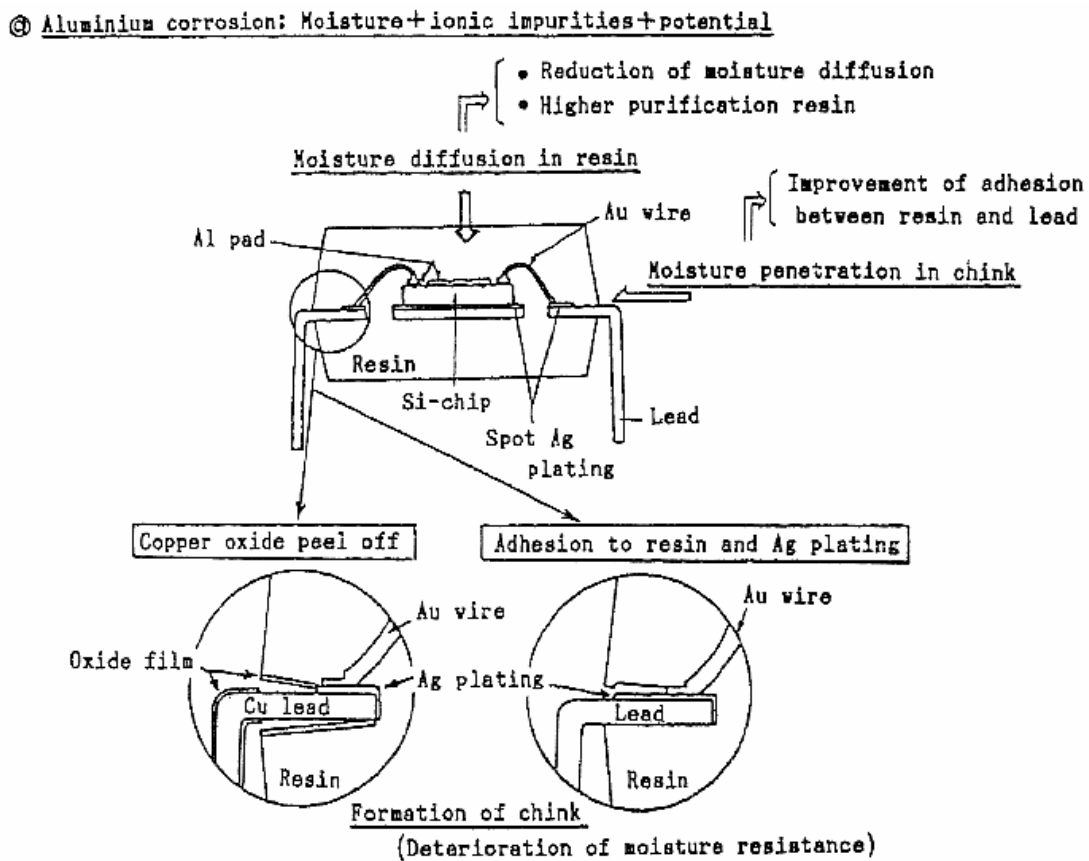 @ Aluminium corrosion: Moisture+ionic impurities+potential
• Reduction of moisture diffusion
• Higher purification resin
Moisture diffusion in resin
Improvement of adhesion
between resin and lead
Au wire
Al pad
Moisture penetration in chink
Resin
Si-chip
Lead
Spot Ag
plating
Copper oxide peel off
Adhesion to resin and Ag plating
Au wire
Au wire
Oxide film
Ag plating
Cu lead
Lead
Resin
Resin
Formation of chink
(Deterioration of moisture resistance)